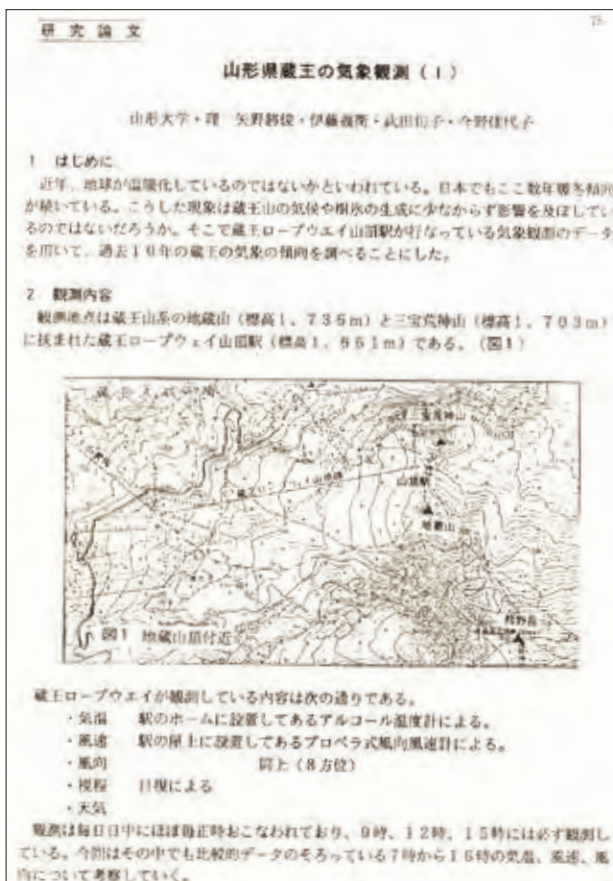 研究論文
山形県蔵王の気象観測（Ⅰ）
山形大学・理 矢野勝俊・伊藤義衛・武田 子・今野佳代子
1 はじめに
近年、地球が温暖化しているのではないかといわれている。日本でもここ数年暖冬傾向
が続いている。こうした現象は蔵王山の気候や樹氷の生成に少なからず影響を及ぼしてい
るのではないだろうか。そこで蔵王ロープウエイ山頂駅が行なっている気象観測のデータ
を用いて、過去10年の蔵王の気象の傾向を調べることにした。
2 観測内容
観測地点は蔵王山系の地蔵山（標高1，736m）と三宝荒神山（標高1，703m）
に挟まれた蔵王ロープウェイ山頂駅（標高1，661m）である。（図1）
三宝荒神山
山頂駅
地蔵山
熊野岳
図1 地蔵山頂付近
蔵王ロープウエイが観測している内容は次の通りである。
・気温 駅のホームに設置してあるアルコール温度計による。
・風速 駅の屋上に設置してあるプロペラ式風向風速計による。
・風向 同上（8方位）
・視程 目視による
・天気
観測は毎日日中にほぼ毎正時おこなわれており、9時、12時、15時には必ず観測し
ている。今回はその中でも比較的データのそろっている7時から16時の気温、風速、風
向について考察していく。